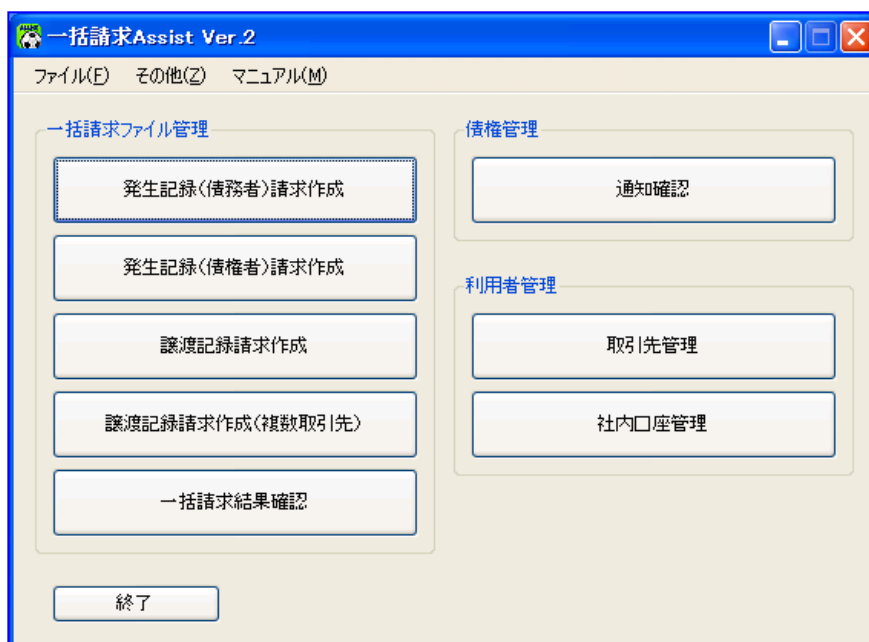 一括請求Assist Ver.2
ファイル(F) その他(Z) マニュアル(M)
一括請求ファイル管理
発生記録(債務者)請求作成
発生記録(債権者)請求作成
譲渡記録請求作成
譲渡記録請求作成(複数取引先)
一括請求結果確認
債権管理
通知確認
利用者管理
取引先管理
社内口座管理
終了